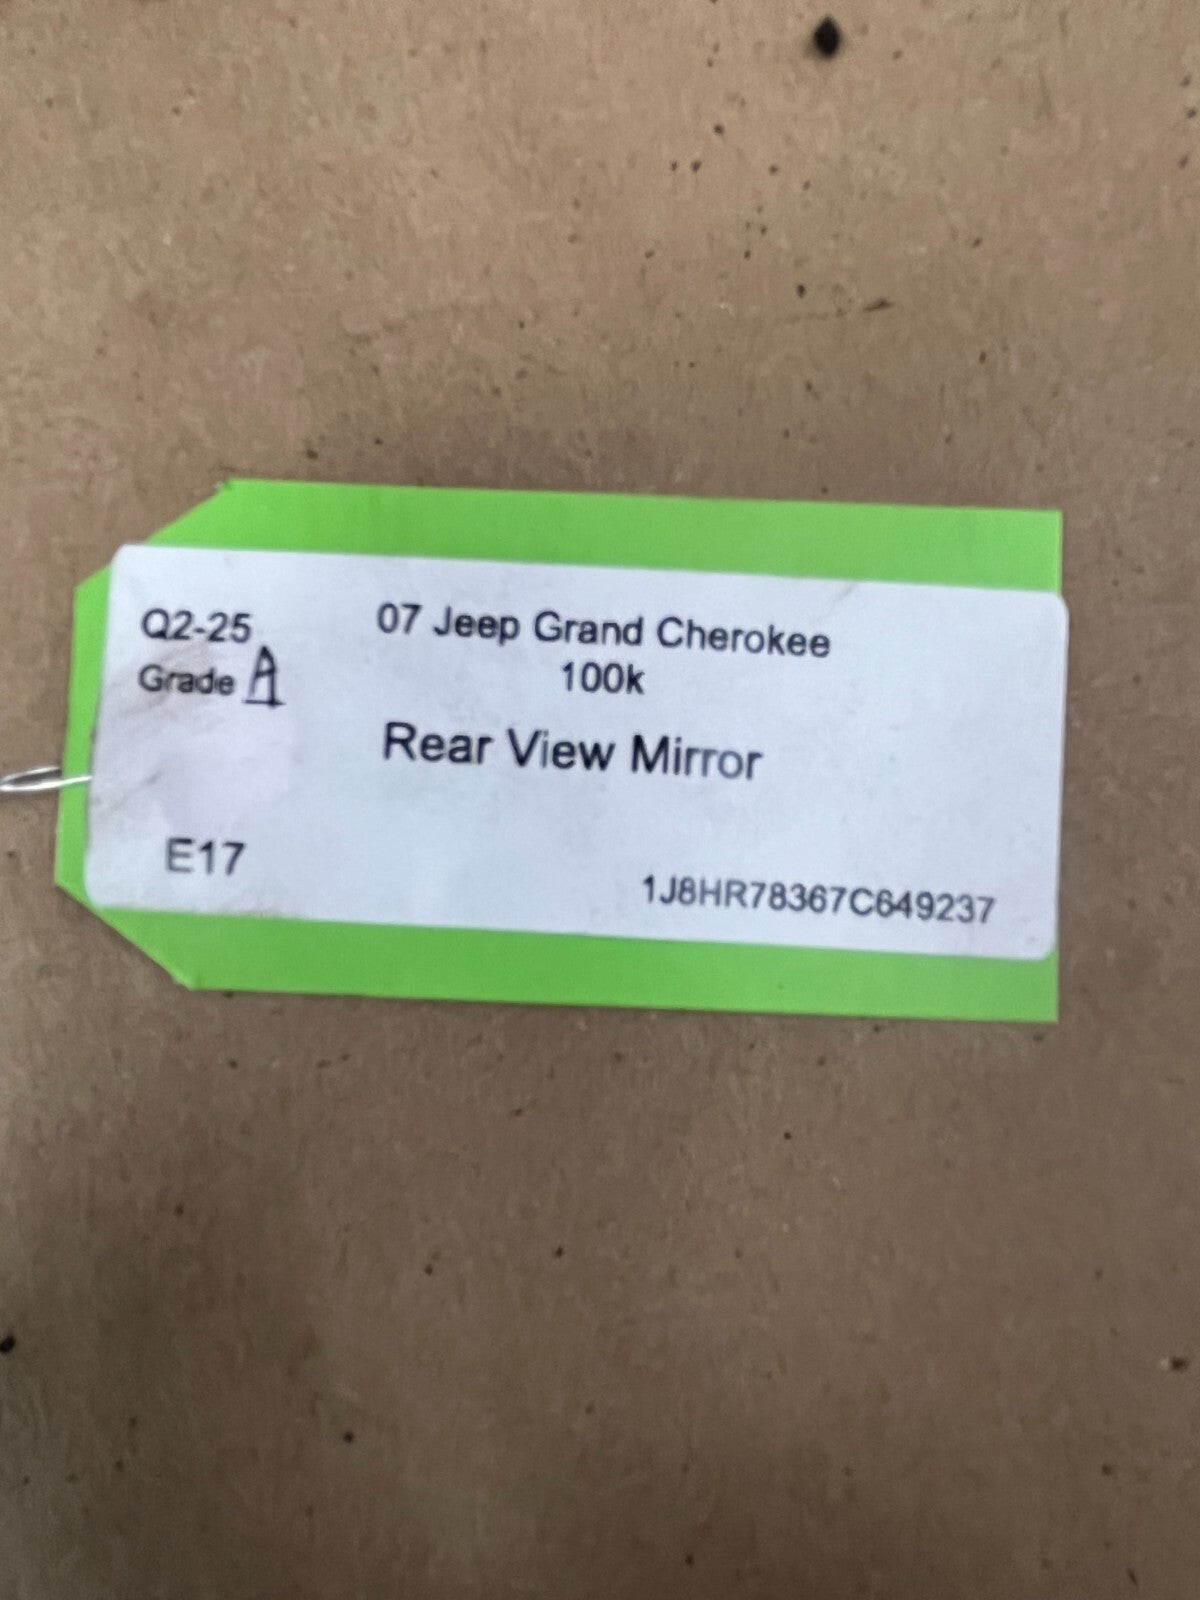 Q2-25
07 Jeep Grand Cherokee
Grade A
100k
Rear View Mirror
E17
1J8HR78367C649237